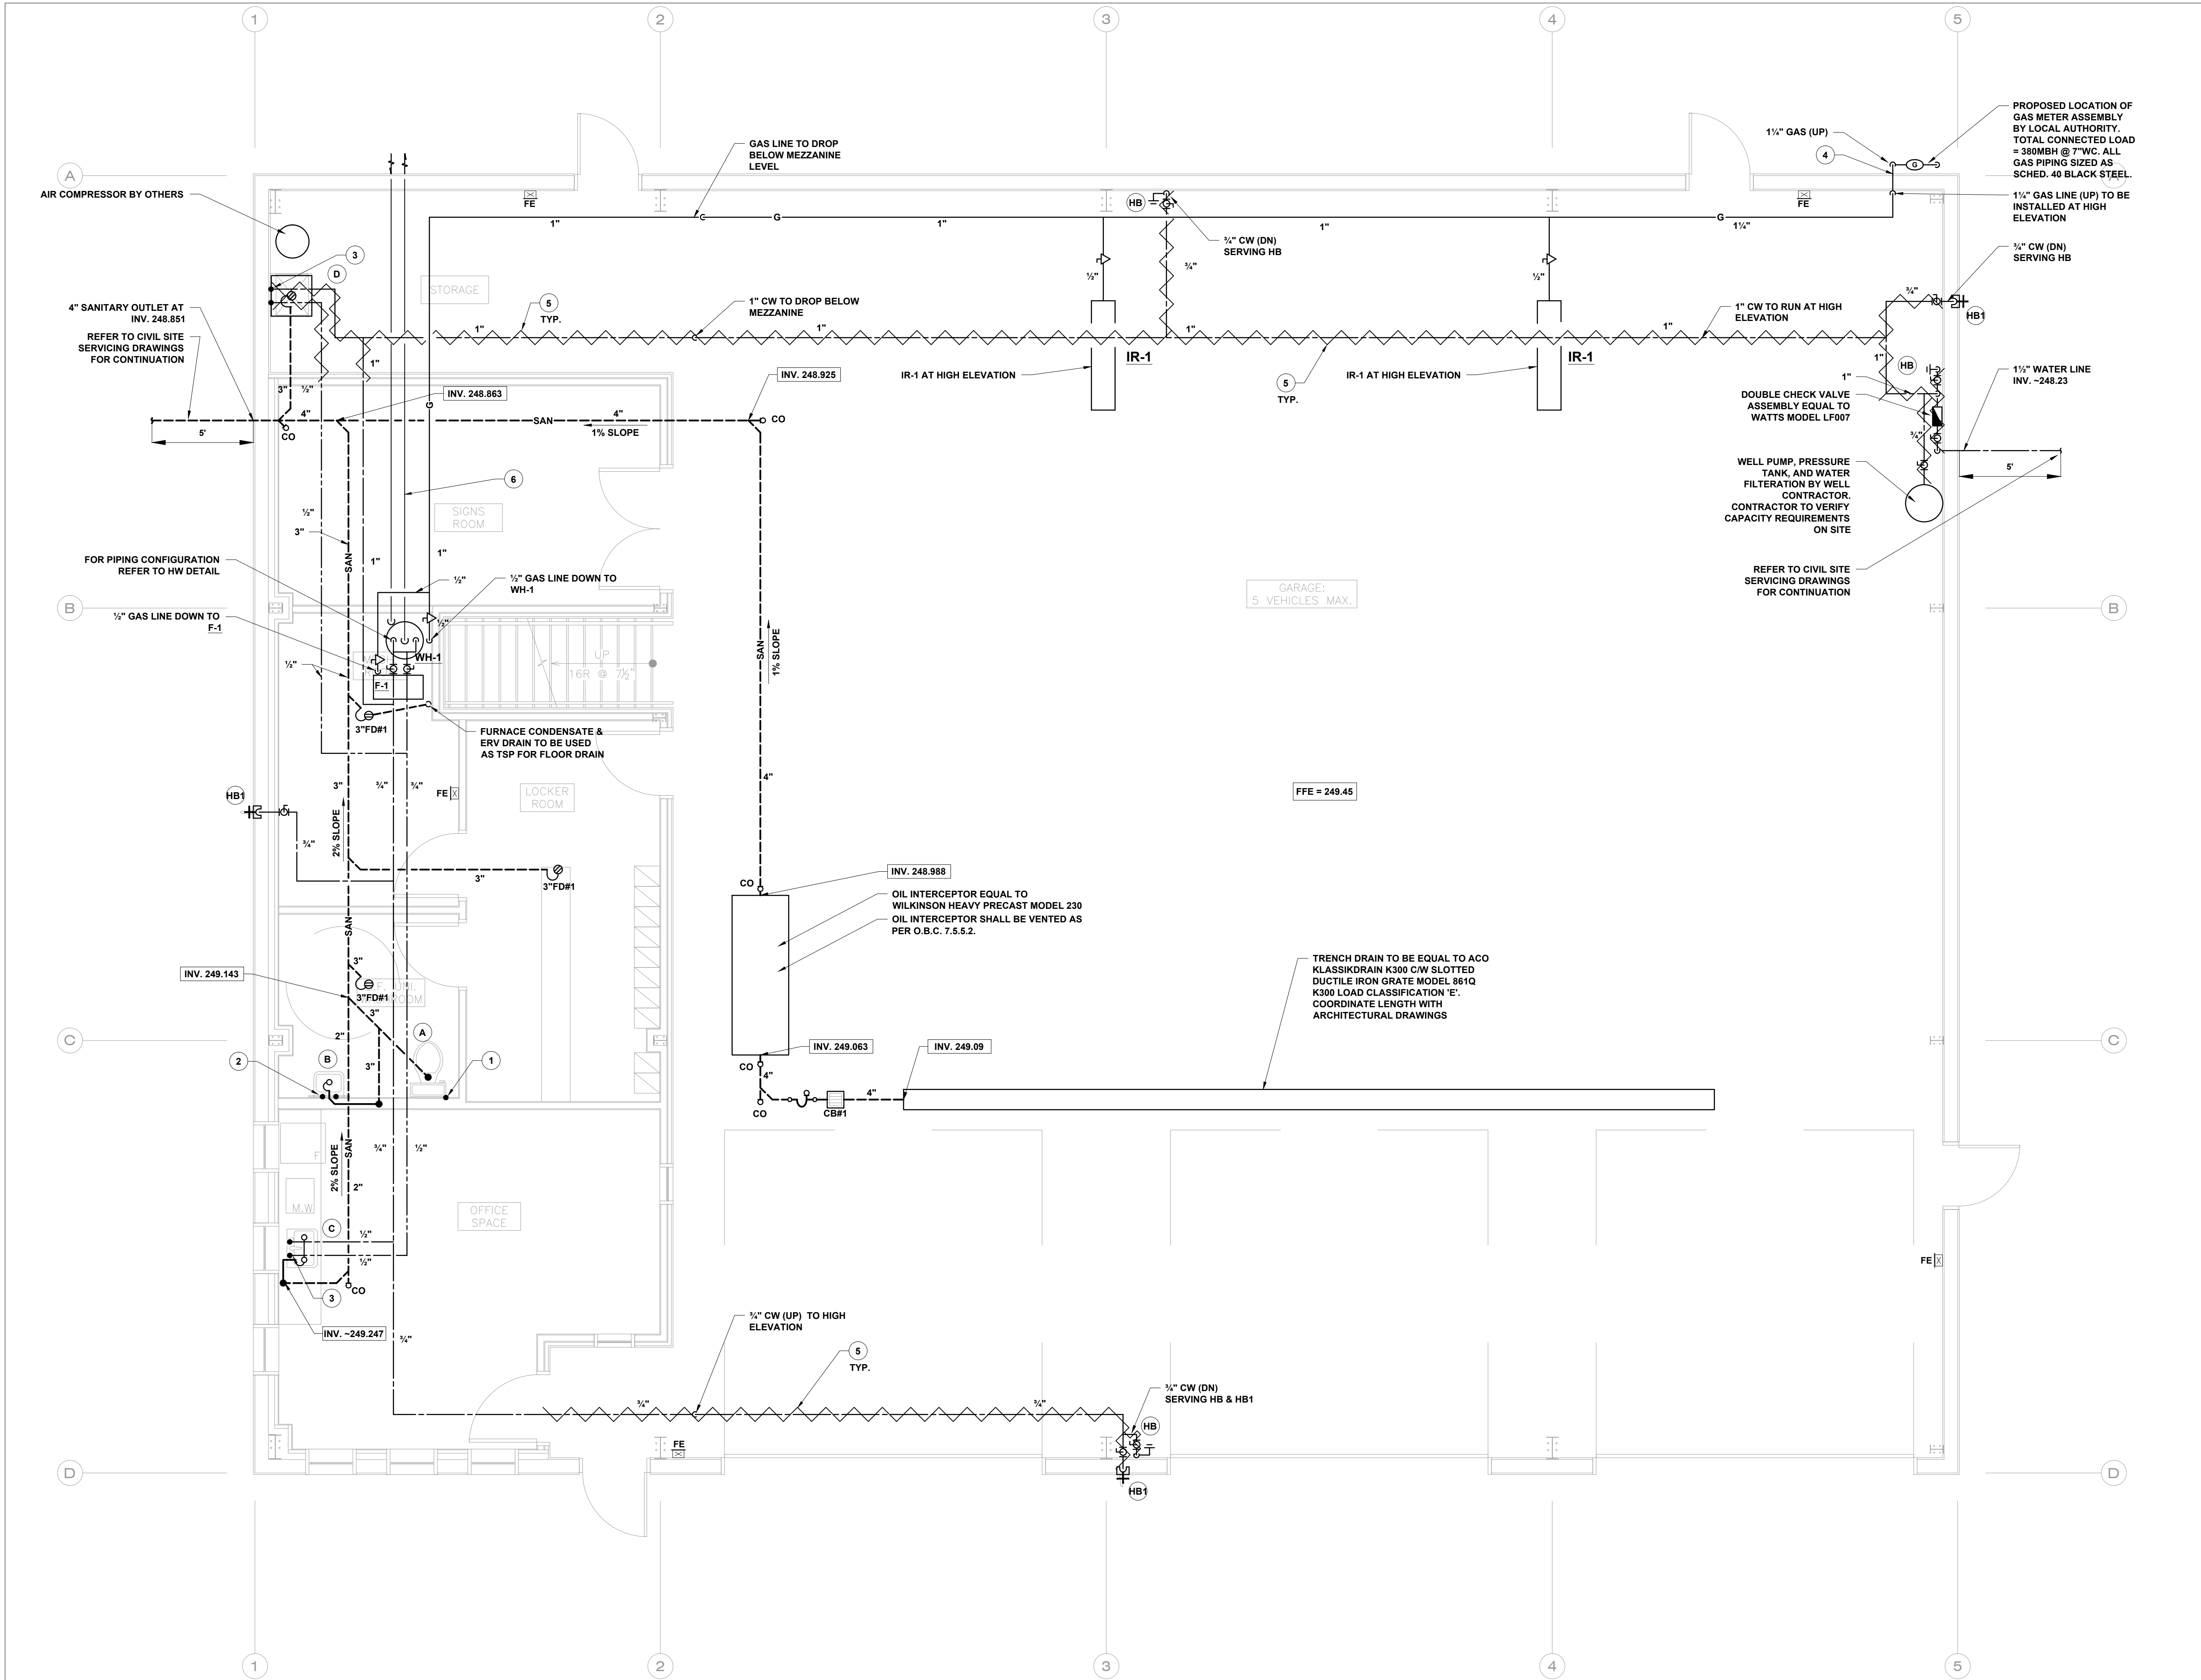 1
2
3
4
5
PROPOSED LOCATION OF
GAS METER ASSEMBLY
BY LOCAL AUTHORITY.
TOTAL CONNECTED LOAD
= 380MBH @ 7"WC. ALL
GAS PIPING SIZED AS
SCHED. 40 BLACK STEEL.
1¼" GAS (UP)
4
G
GAS LINE TO DROP
BELOW MEZZANINE
LEVEL
A
A
AIR COMPRESSOR BY OTHERS
FE
HB
FE
1¼" GAS LINE (UP) TO BE
INSTALLED AT HIGH
ELEVATION
1"
G
1"
1"
G
1¼"
¾" CW (DN)
SERVING HB
¾" CW (DN)
SERVING HB
3
D
½"
¾"
½"
STORAGE
¾"
HB1
4" SANITARY OUTLET AT
INV. 248.851
5
TYP.
1" CW TO DROP BELOW
MEZZANINE
1" CW TO RUN AT HIGH
ELEVATION
REFER TO CIVIL SITE
SERVICING DRAWINGS
FOR CONTINUATION
1"
1"
1"
1"
IR-1
IR-1
1"
1"
HB
IR-1 AT HIGH ELEVATION
IR-1 AT HIGH ELEVATION
5
TYP.
INV. 248.925
1½" WATER LINE
INV. ~248.23
3"
½"
INV. 248.863
G
1"
DOUBLE CHECK VALVE
ASSEMBLY EQUAL TO
WATTS MODEL LF007
4"
SAN
4"
CO
5'
CO
1% SLOPE
¾"
5'
WELL PUMP, PRESSURE
TANK, AND WATER
FILTERATION BY WELL
CONTRACTOR.
CONTRACTOR TO VERIFY
CAPACITY REQUIREMENTS
ON SITE
6
SIGNS
ROOM
½"
3"
SAN
1"
1"
FOR PIPING CONFIGURATION
REFER TO HW DETAIL
½"
½" GAS LINE DOWN TO
WH-1
REFER TO CIVIL SITE
SERVICING DRAWINGS
FOR CONTINUATION
GARAGE:
5 VEHICLES MAX.
B
B
½" GAS LINE DOWN TO
F-1
½"
WH-1
½"
F-1
UP
16R @ 7½"
SAN
1% SLOPE
3"FD#1
FURNACE CONDENSATE &
ERV DRAIN TO BE USED
AS TSP FOR FLOOR DRAIN
4"
3"
¾"
¾"
FE
LOCKER
ROOM
FFE = 249.45
HB1
¾"
2% SLOPE
3"
3"FD#1
CO
INV. 248.988
OIL INTERCEPTOR EQUAL TO
WILKINSON HEAVY PRECAST MODEL 230
OIL INTERCEPTOR SHALL BE VENTED AS
PER O.B.C. 7.5.5.2.
SAN
3"
INV. 249.143
3"FD#1
3"
TRENCH DRAIN TO BE EQUAL TO ACO
KLASSIKDRAIN K300 C/W SLOTTED
DUCTILE IRON GRATE MODEL 861Q
K300 LOAD CLASSIFICATION 'E'.
COORDINATE LENGTH WITH
ARCHITECTURAL DRAWINGS
C
C
2"
A
2
B
3"
1
INV. 249.063
INV. 249.09
CO
4"
CO
CB#1
4"
2% SLOPE
SAN
¾"
½"
F
2"
M.W
C
OFFICE
SPACE
½"
½"
CO
3
FE
INV. ~249.247
¾"
¾" CW (UP) TO HIGH
ELEVATION
5
TYP.
¾"
¾"
¾" CW (DN)
SERVING HB & HB1
HB
FE
D
D
HB1
1
2
3
4
5